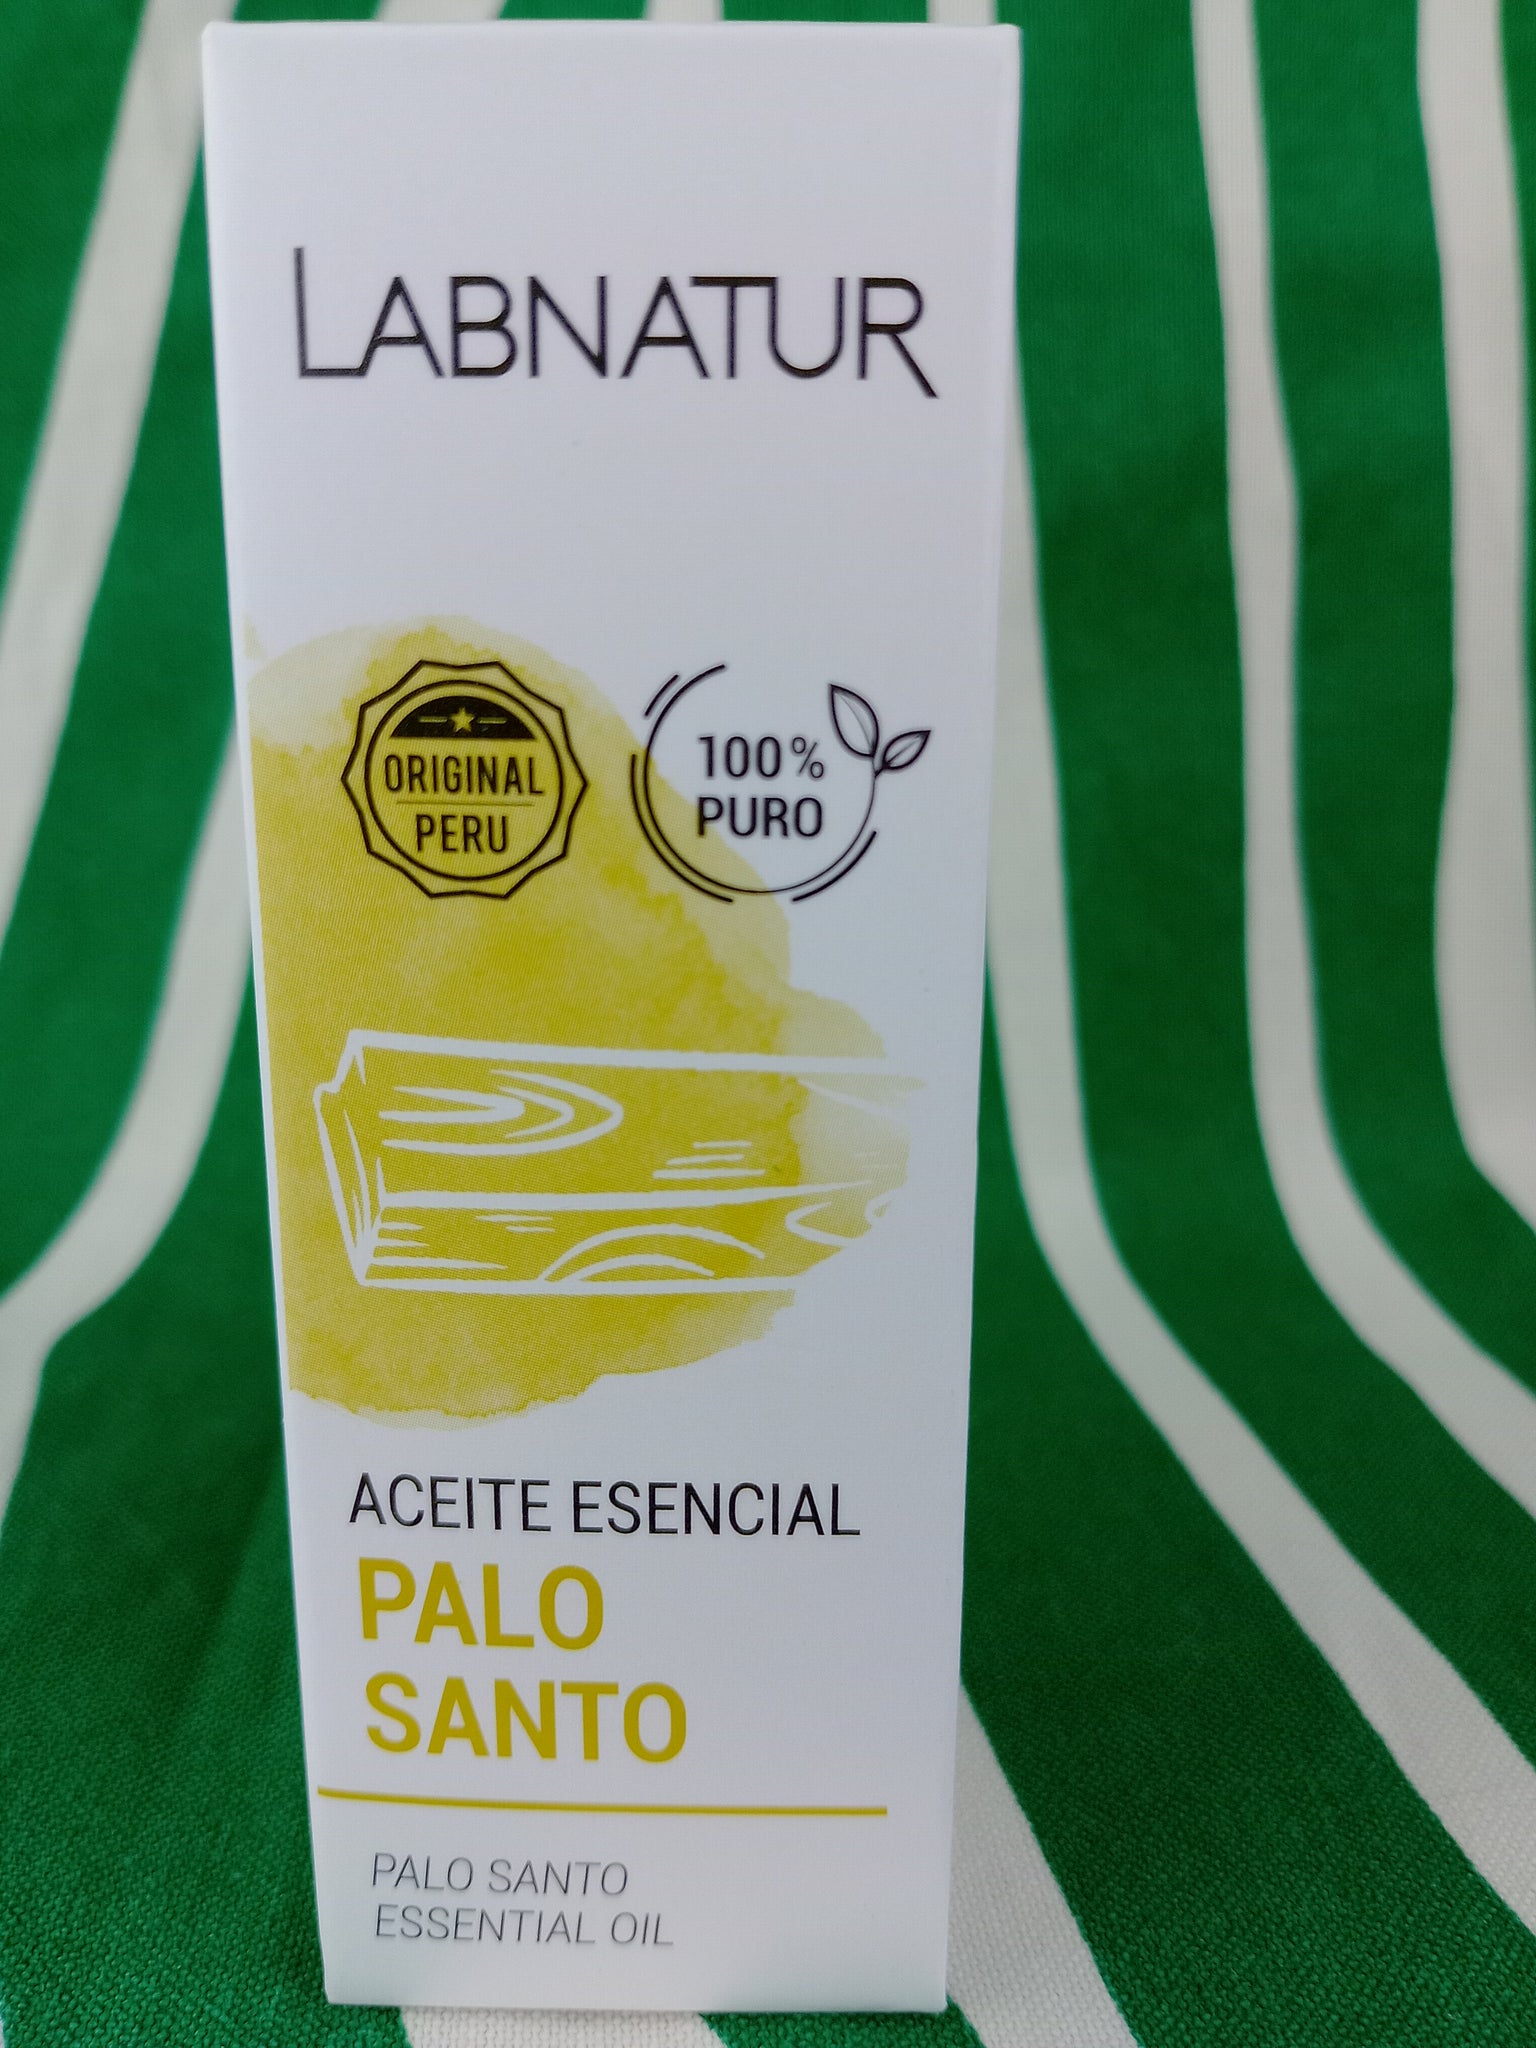 LABNATUR
ORIGINAL
PERU
100%
PURO
ACEITE ESENCIAL
PALO
SANTO
PALO SANTO
ESSENTIAL OIL